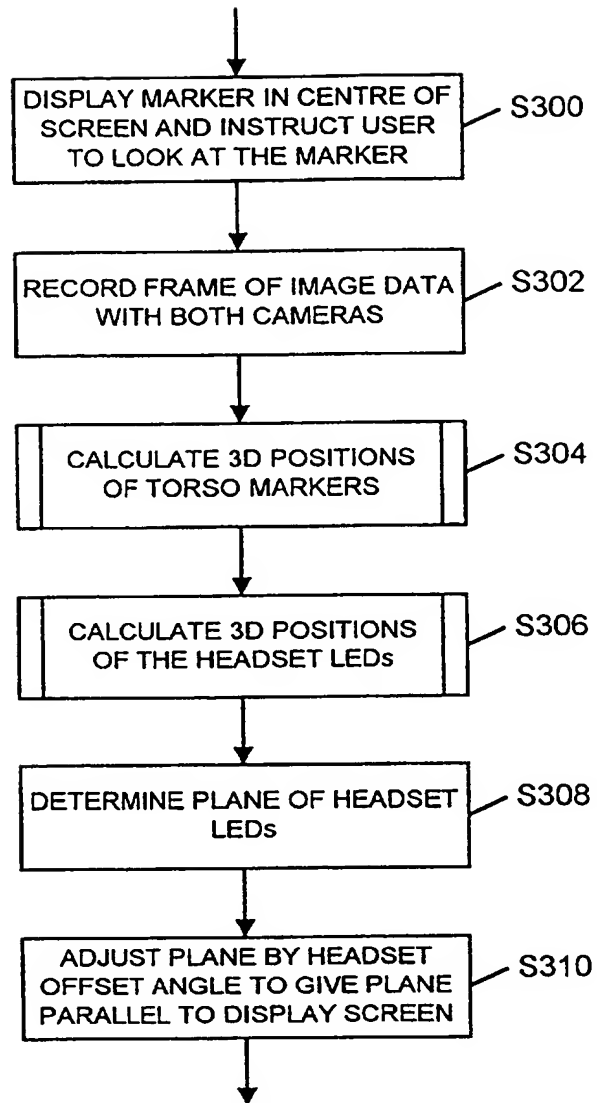 DISPLAY MARKER IN CENTRE OF
SCREEN AND INSTRUCT USER
TO LOOK AT THE MARKER
S300
RECORD FRAME OF IMAGE DATA
WITH BOTH CAMERAS
S302
CALCULATE 3D POSITIONS
OF TORSO MARKERS
S304
CALCULATE 3D POSITIONS
OF THE HEADSET LEDs
S306
DETERMINE PLANE OF HEADSET
LEDs
S308
ADJUST PLANE BY HEADSET
OFFSET ANGLE TO GIVE PLANE
PARALLEL TO DISPLAY SCREEN
S310